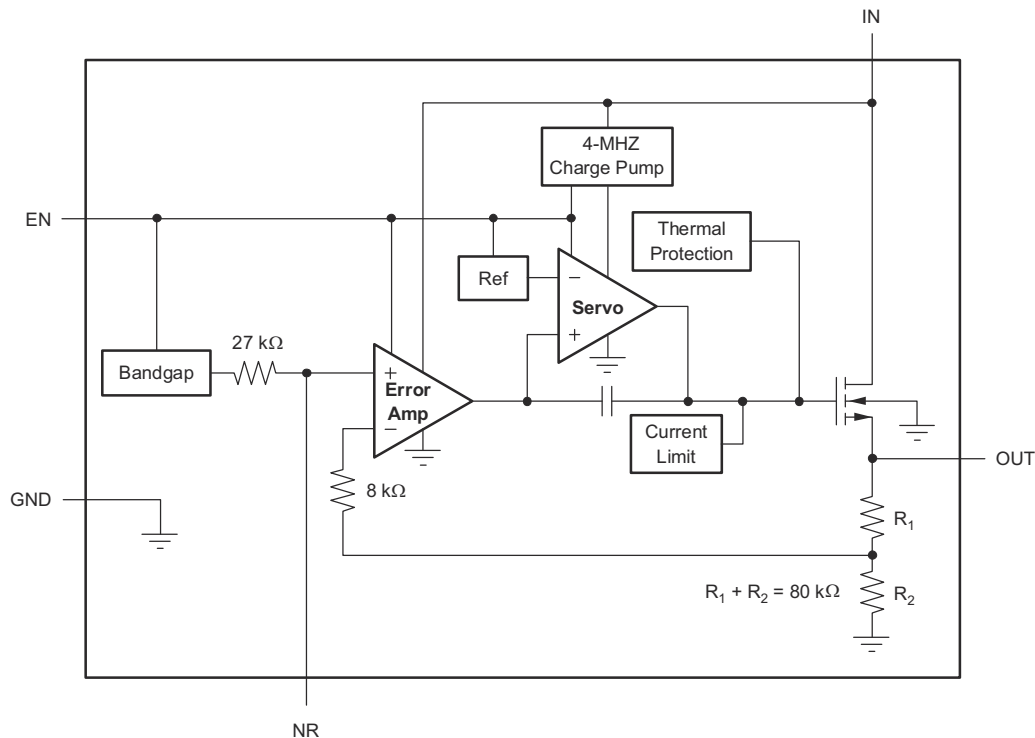 IN
4-MHZ
Charge Pump
EN
Thermal
Protection
Ref
−
Servo
+
27 kΩ
Bandgap
+
Error
Amp
−
Current
Limit
OUT
8 kΩ
GND
R1
R1 + R2 = 80 kΩ
R2
NR